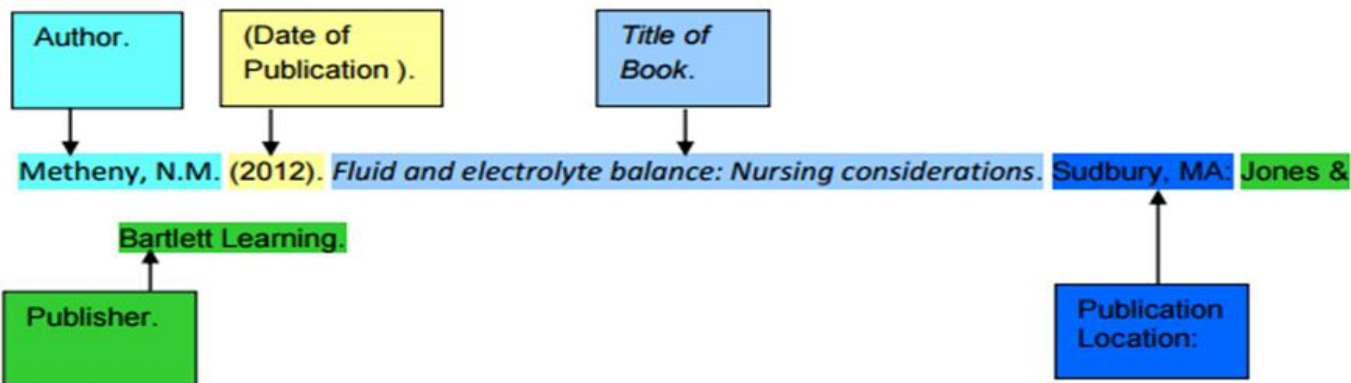 Author.
(Date of
Publication ).
Title of
Book.
Metheny, N.M. (2012). Fluid and electrolyte balance: Nursing considerations. Sudbury, MA: Jones &
Bartlett Learning.
Publisher.
Publication
Location: